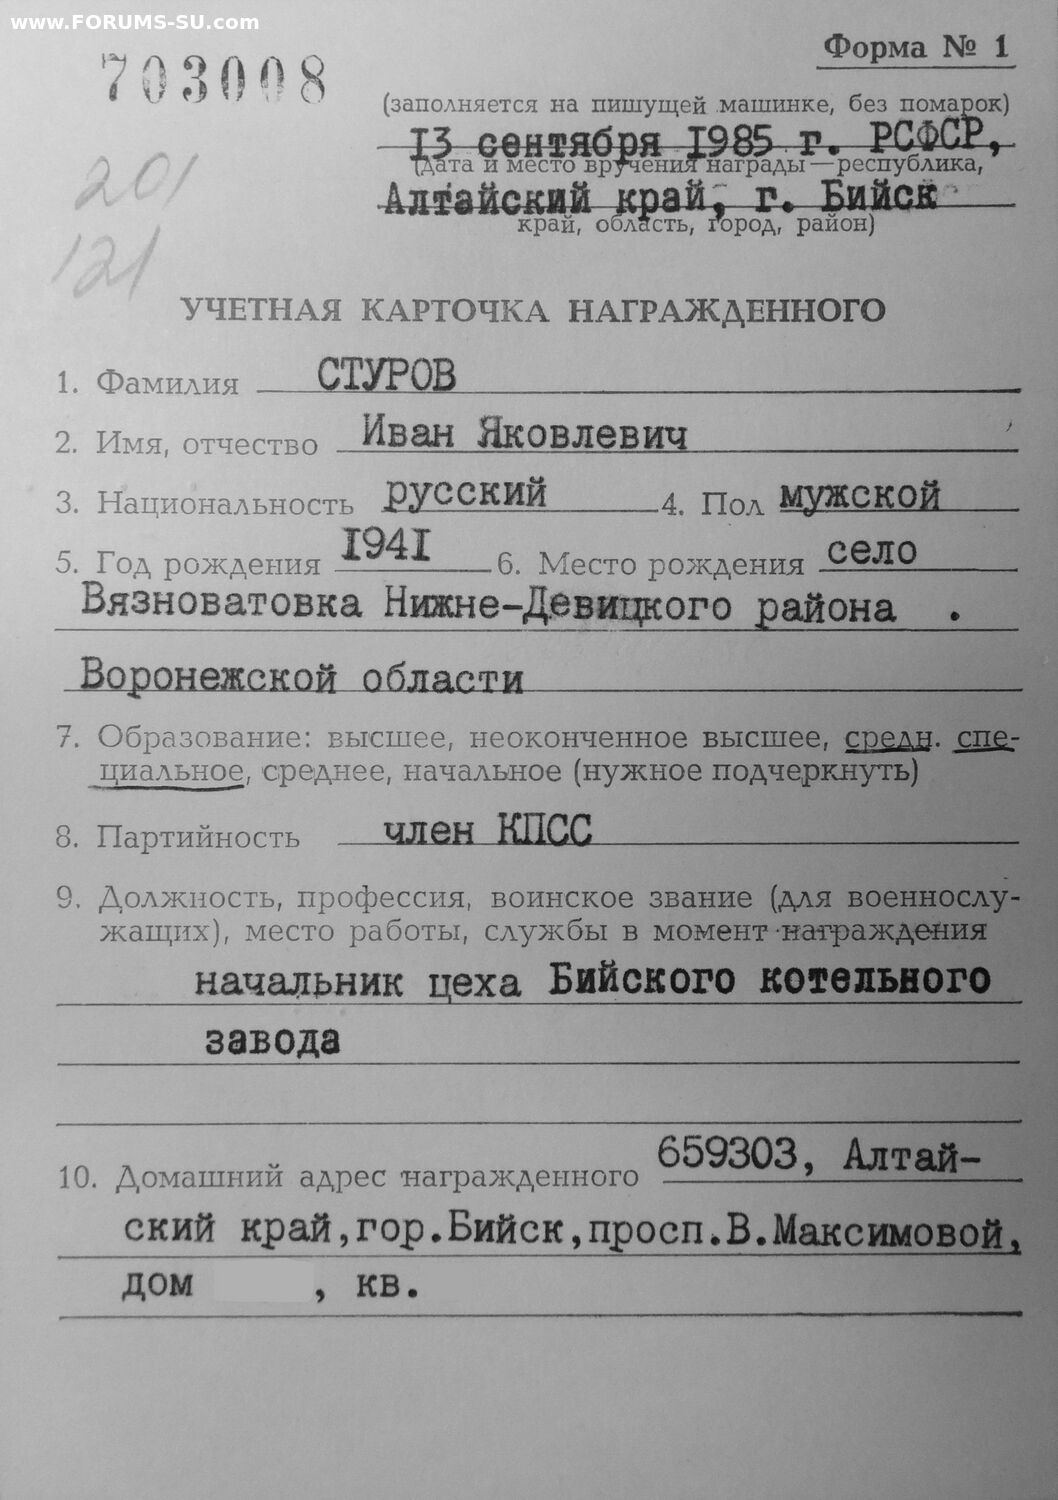 www.FORUMS-SU.com
Форма № 1
703008
(заполняется на пишущей машинке, без помарок)
13 сентября 1985 г. РСФСР,
(дата и место вручения награды — республика,
201
Алтайский край, г. Бийск
край, область, город, район)
121
УЧЕТНАЯ КАРТОЧКА НАГРАЖДЕННОГО
1. Фамилия СТУРОВ
2. Имя, отчество Иван Яковлевич
3. Национальность русский 4. Пол мужской
5. Год рождения 1941 6. Место рождения село
Вязноватовка Нижне-Девицкого района .
Воронежской области
7. Образование: высшее, неоконченное высшее, средн. спе-
циальное, среднее, начальное (нужное подчеркнуть)
8. Партийность член КПСС
9. Должность, профессия, воинское звание (для военнослу-
жащих), место работы, службы в момент награждения
начальник цеха Бийского котельного
завода
10. Домашний адрес награжденного 659303, Алтай-
ский край,гор.Бийск,просп.В.Максимовой,
дом , кв.